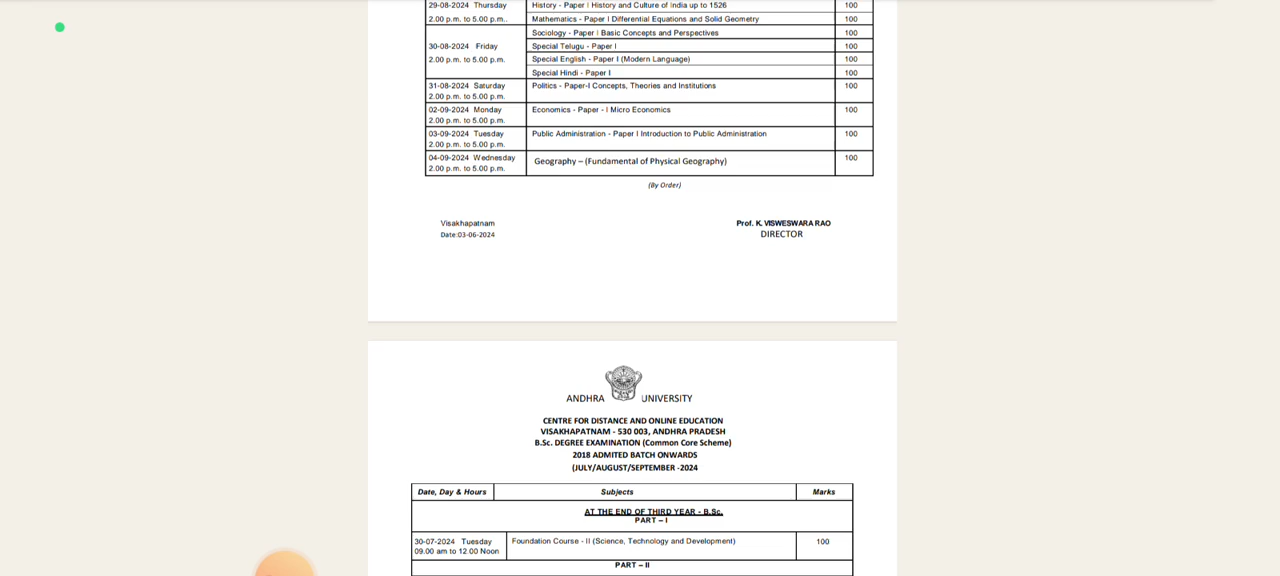 29-08-2024 Thursday History - Paper I History and Culture of India up to 1526 100
2.00 p.m. to 5.00 p.m.. Mathematics - Paper I Differential Equations and Solid Geometry 100
Sociology - Paper I Basic Concepts and Perspectives 100
30-08-2024 Friday Special Telugu - Paper I 100
2.00 p.m. to 5.00 p.m. Special English - Paper I (Modern Language) 100
Special Hindi - Paper I 100
31-08-2024 Saturday Politics - Paper-I Concepts, Theories and Institutions 100
2.00 p.m. to 5.00 p.m.
02-09-2024 Monday Economics - Paper - I Micro Economics 100
2.00 p.m. to 5.00 p.m.
03-09-2024 Tuesday Public Administration - Paper I Introduction to Public Administration 100
2.00 p.m. to 5.00 p.m.
04-09-2024 Wednesday Geography – (Fundamental of Physical Geography) 100
2.00 p.m. to 5.00 p.m.
(By Order)
Visakhapatnam Prof. K. VISWESWARA RAO
Date:03-06-2024 DIRECTOR
ANDHRA UNIVERSITY
CENTRE FOR DISTANCE AND ONLINE EDUCATION
VISAKHAPATNAM - 530 003, ANDHRA PRADESH
B.Sc. DEGREE EXAMINATION (Common Core Scheme)
2018 ADMITED BATCH ONWARDS
(JULY/AUGUST/SEPTEMBER -2024
Date, Day & Hours Subjects Marks
AT THE END OF THIRD YEAR - B.Sc.
PART – I
30-07-2024 Tuesday Foundation Course - II (Science, Technology and Development) 100
09.00 am to 12.00 Noon
PART – II